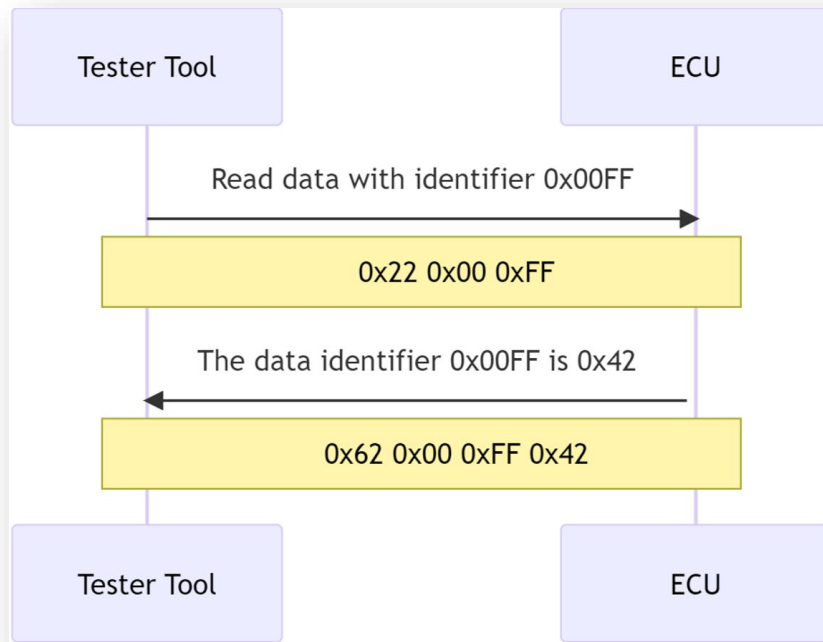 Tester Tool
ECU
Read data with identifier 0x00FF
0x22 0x00 0xFF
The data identifier 0x00FF is 0x42
0x62 0x00 0xFF 0x42
Tester Tool
ECU